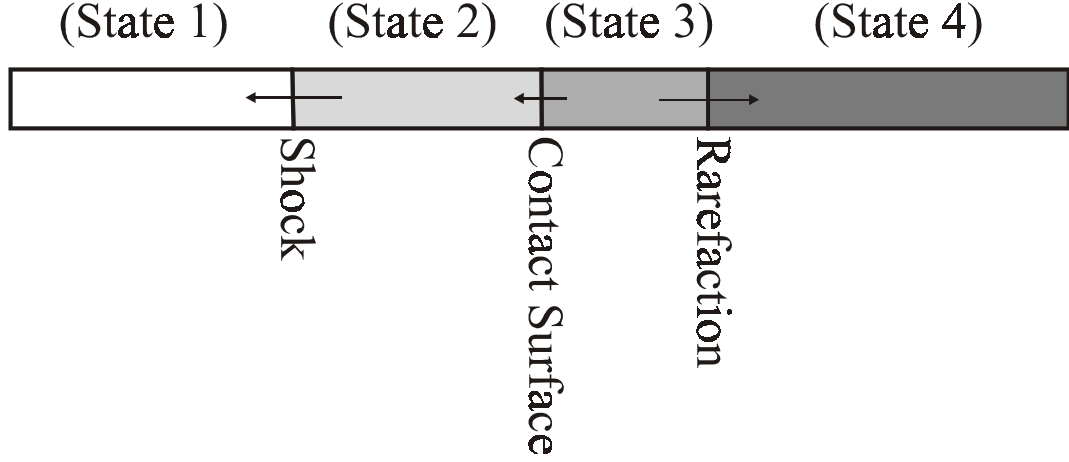 (State 1)
(State 2)
(State 3)
(State 4)
Shock
Contact Surface
Rarefaction